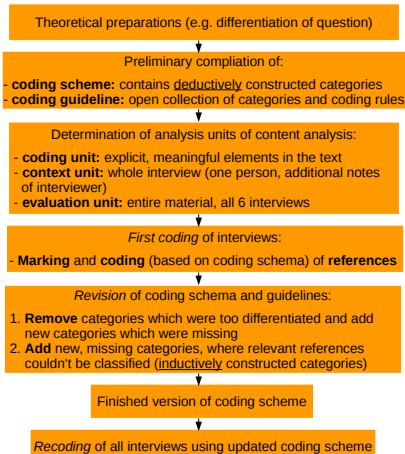 Theoretical preparations (e.g. differentiation of question)
Preliminary compliation of:
- coding scheme: contains deductively constructed categories
- coding guideline: open collection of categories and coding rules
Determination of analysis units of content analysis:
- coding unit: explicit, meaningful elements in the text
- context unit: whole interview (one person, additional notes
of interviewer)
- evaluation unit: entire material, all 6 interviews
First coding of interviews:
- Marking and coding (based on coding schema) of references
Revision of coding schema and guidelines:
1. Remove categories which were too differentiated and add
new categories which were missing
2. Add new, missing categories, where relevant references
couldn't be classified (inductively constructed categories)
Finished version of coding scheme
Recoding of all interviews using updated coding scheme